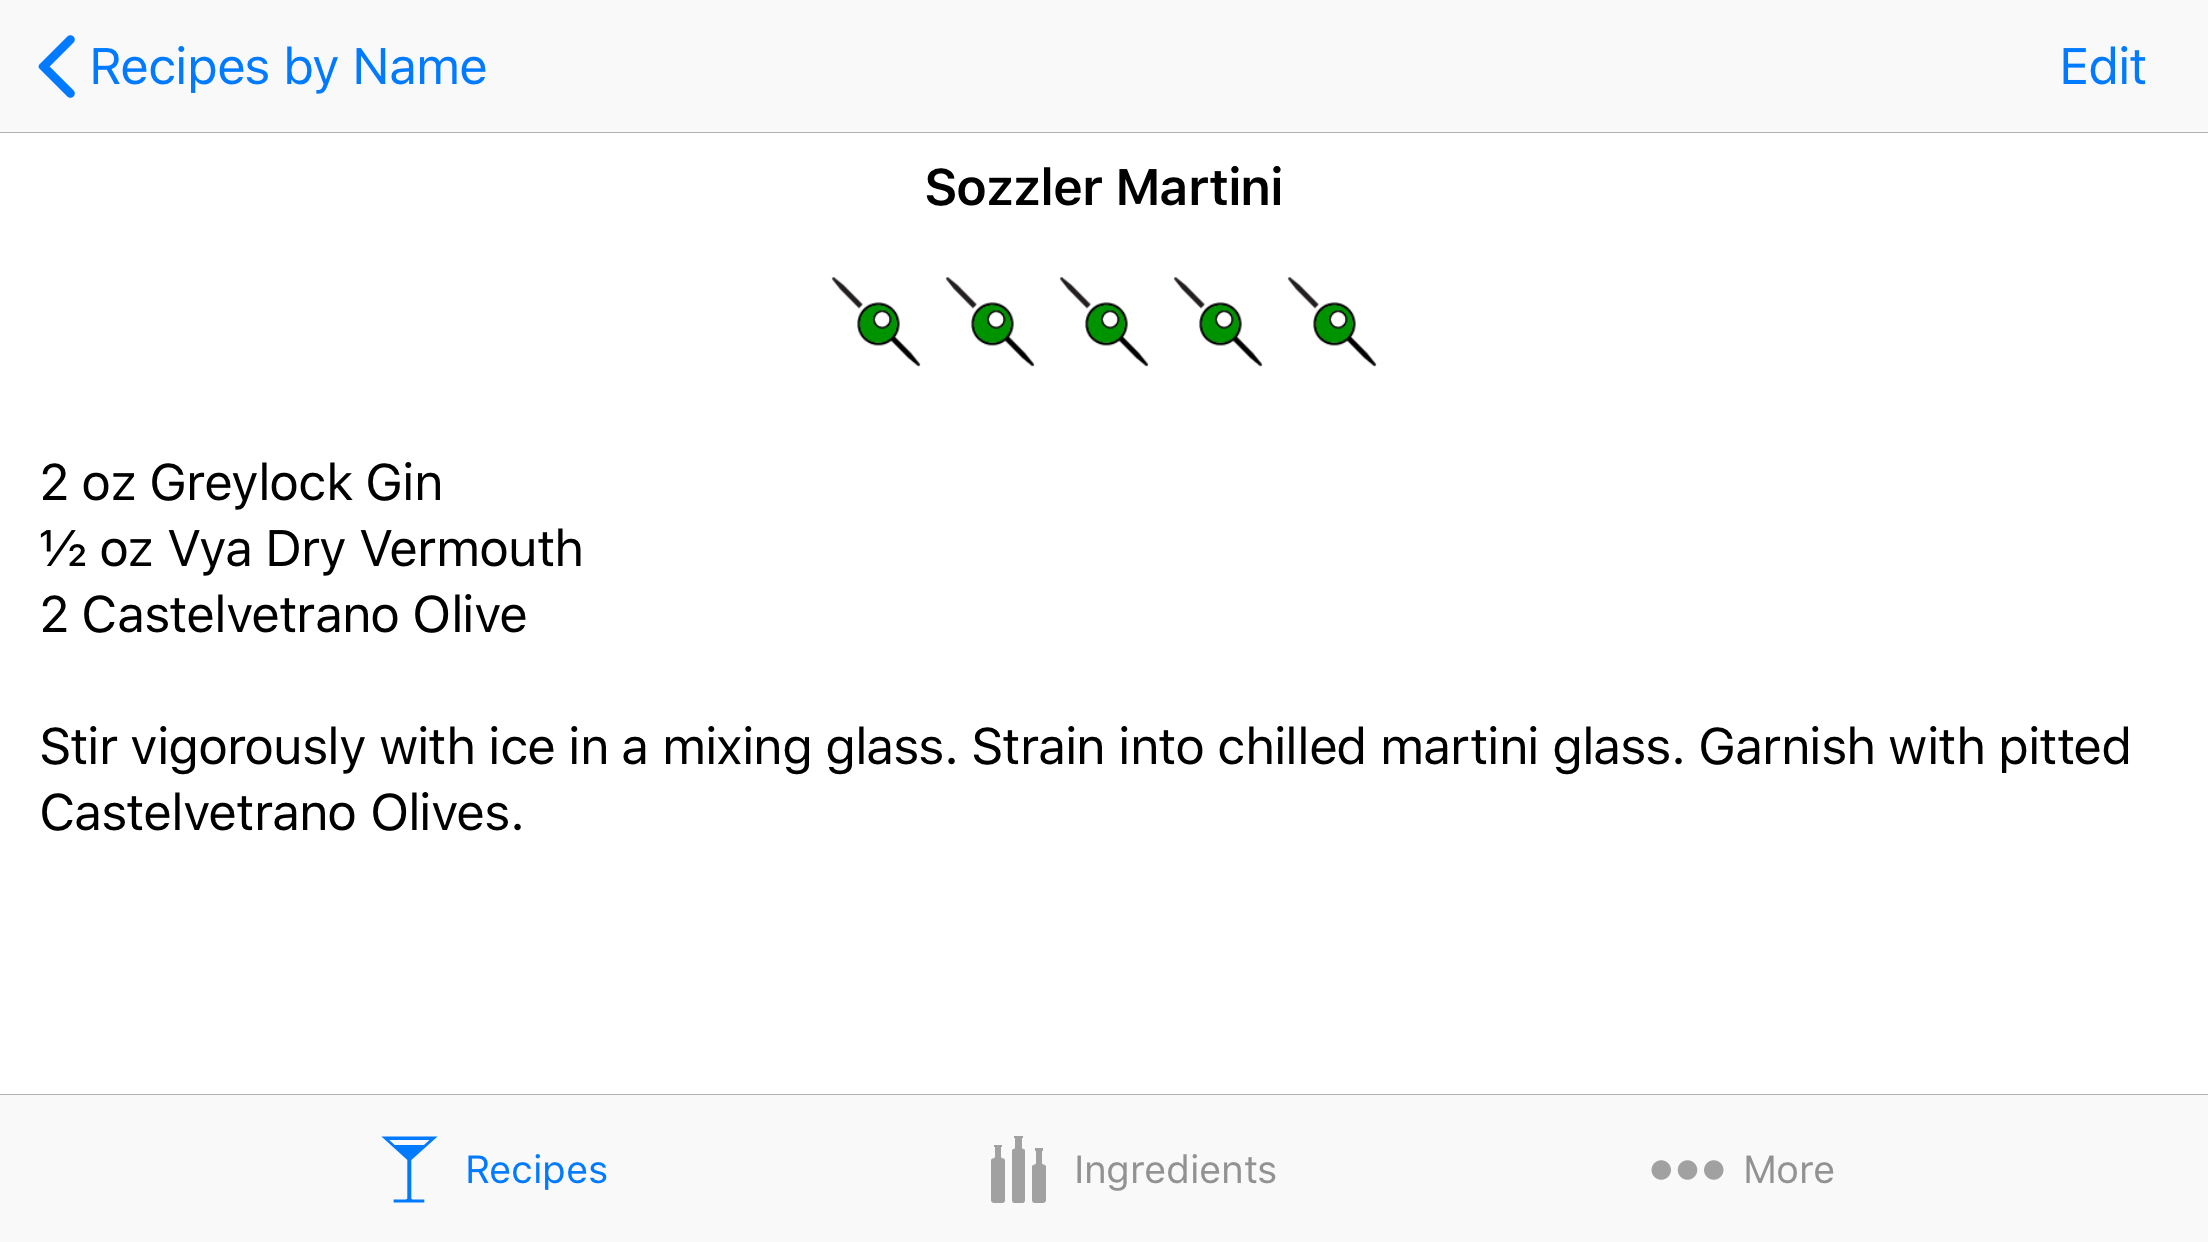 Recipes by Name
Edit
Sozzler Martini
2 oz Greylock Gin
½ oz Vya Dry Vermouth
2 Castelvetrano Olive
Stir vigorously with ice in a mixing glass. Strain into chilled martini glass. Garnish with pitted
Castelvetrano Olives.
Recipes
Ingredients
More